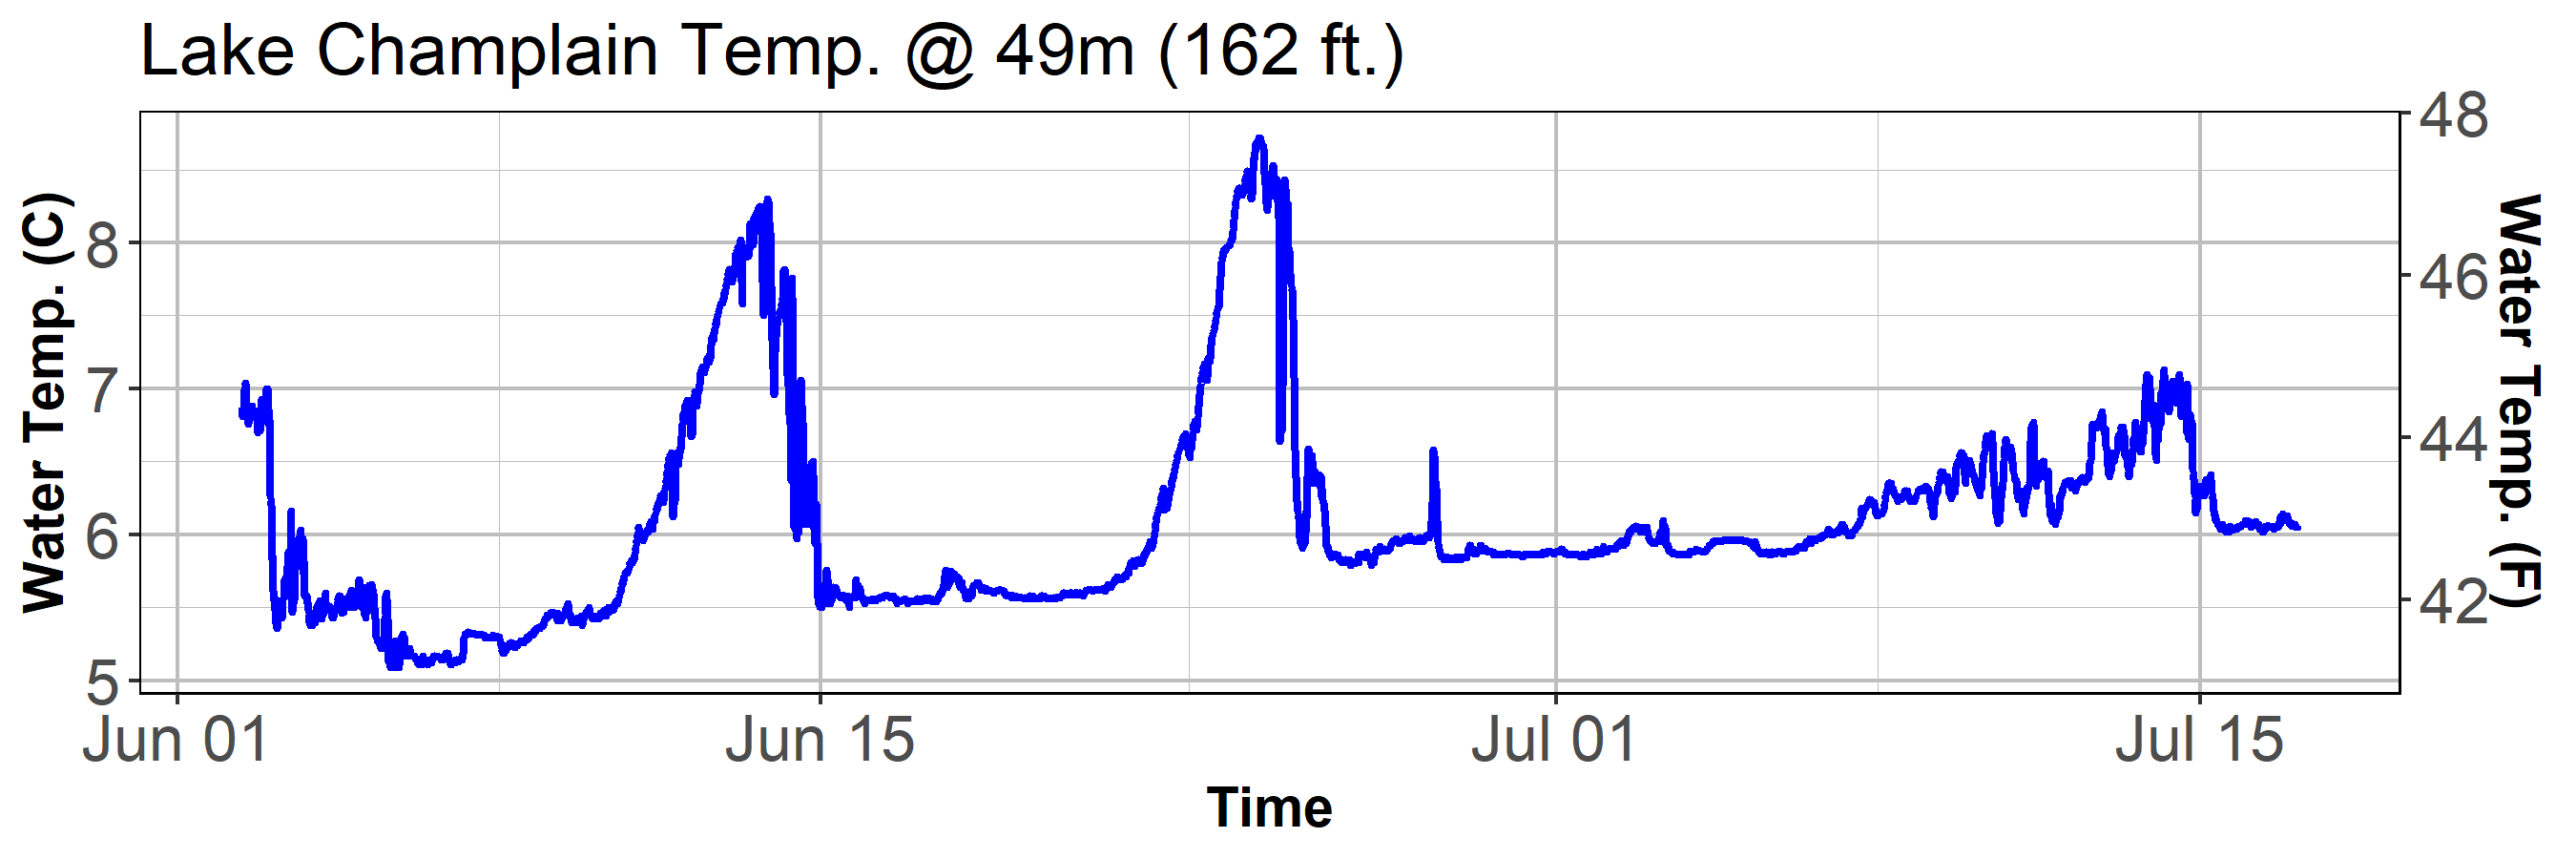 Lake Champlain Temp. @ 49m (162 ft.)
Water Temp. (C)
8
7
6
5
48
46
44
42
Water Temp. (F)
Jun 01 Jun 15 Jul 01 Jul 15
Time